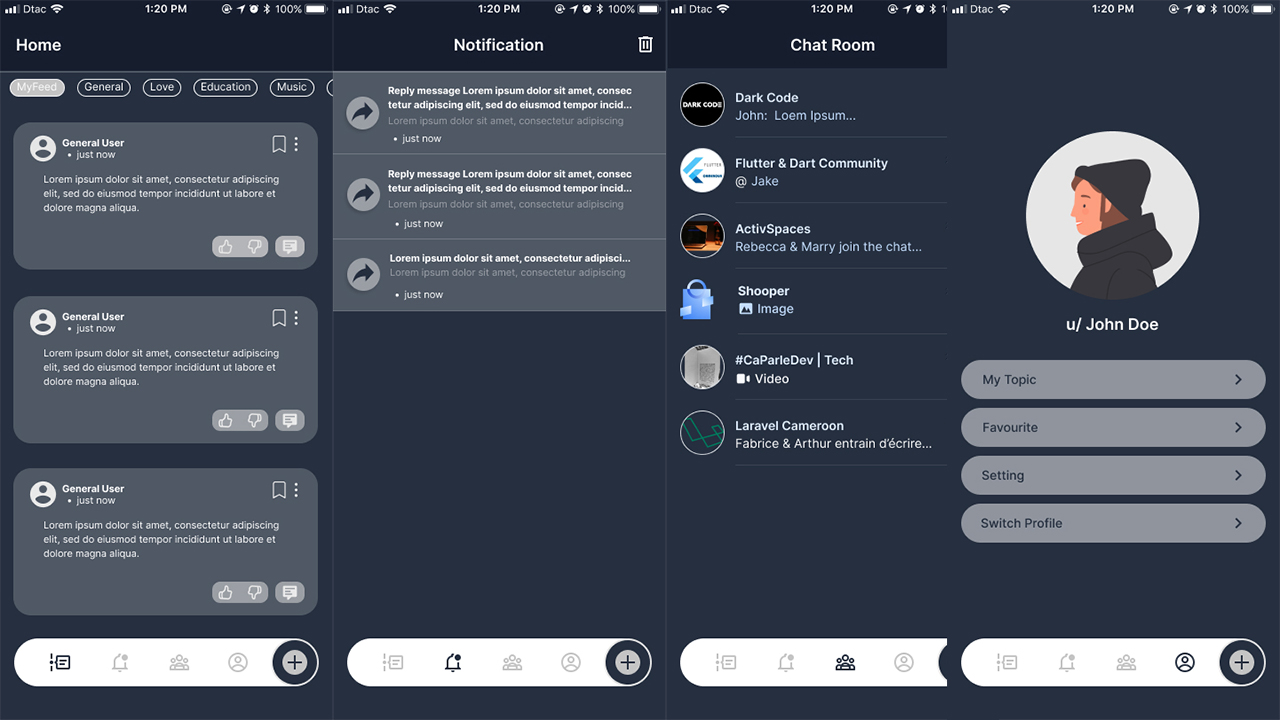 Dtac 1:20 PM 100%
Home
MyFeed General Love Education Music
General User
• just now
Lorem ipsum dolor sit amet, consectetur adipiscing
elit, sed do eiusmod tempor incididunt ut labore et
dolore magna aliqua.
General User
• just now
Lorem ipsum dolor sit amet, consectetur adipiscing
elit, sed do eiusmod tempor incididunt ut labore et
dolore magna aliqua.
General User
• just now
Lorem ipsum dolor sit amet, consectetur adipiscing
elit, sed do eiusmod tempor incididunt ut labore et
dolore magna aliqua.
Dtac 1:20 PM 100%
Notification
Reply message Lorem ipsum dolor sit amet, consec
tetur adipiscing elit, sed do eiusmod tempor incid...
Lorem ipsum dolor sit amet, consectetur adipiscing
• just now
Reply message Lorem ipsum dolor sit amet, consec
tetur adipiscing elit, sed do eiusmod tempor incid...
Lorem ipsum dolor sit amet, consectetur adipiscing
• just now
Lorem ipsum dolor sit amet, consectetur adipisci...
Lorem ipsum dolor sit amet, consectetur adipiscing
• just now
Dtac 1:20 PM 1
Chat Room
DARK CODE
Dark Code
John: Loem Ipsum...
FLUTTER
Flutter & Dart Community
@ Jake
ActivSpaces
Rebecca & Marry join the chat...
Shooper
Image
#CaParleDev | Tech
Video
Laravel Cameroon
Fabrice & Arthur entrain d'écrire...
Dtac 1:20 PM 100%
u/ John Doe
My Topic
Favourite
Setting
Switch Profile